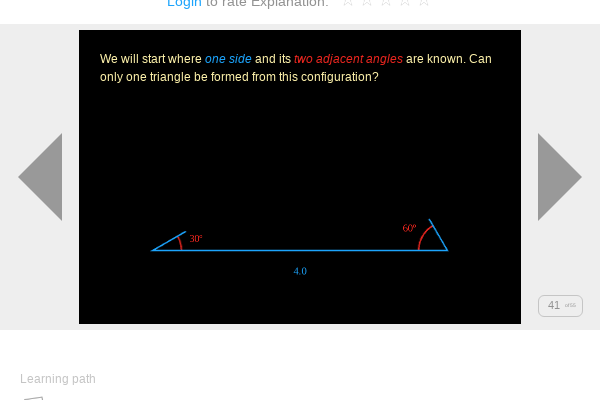 Login to rate Explanation:
We will start where one side and its two adjacent angles are known. Can
only one triangle be formed from this configuration?
30°
60°
4.0
41 of55
Learning path